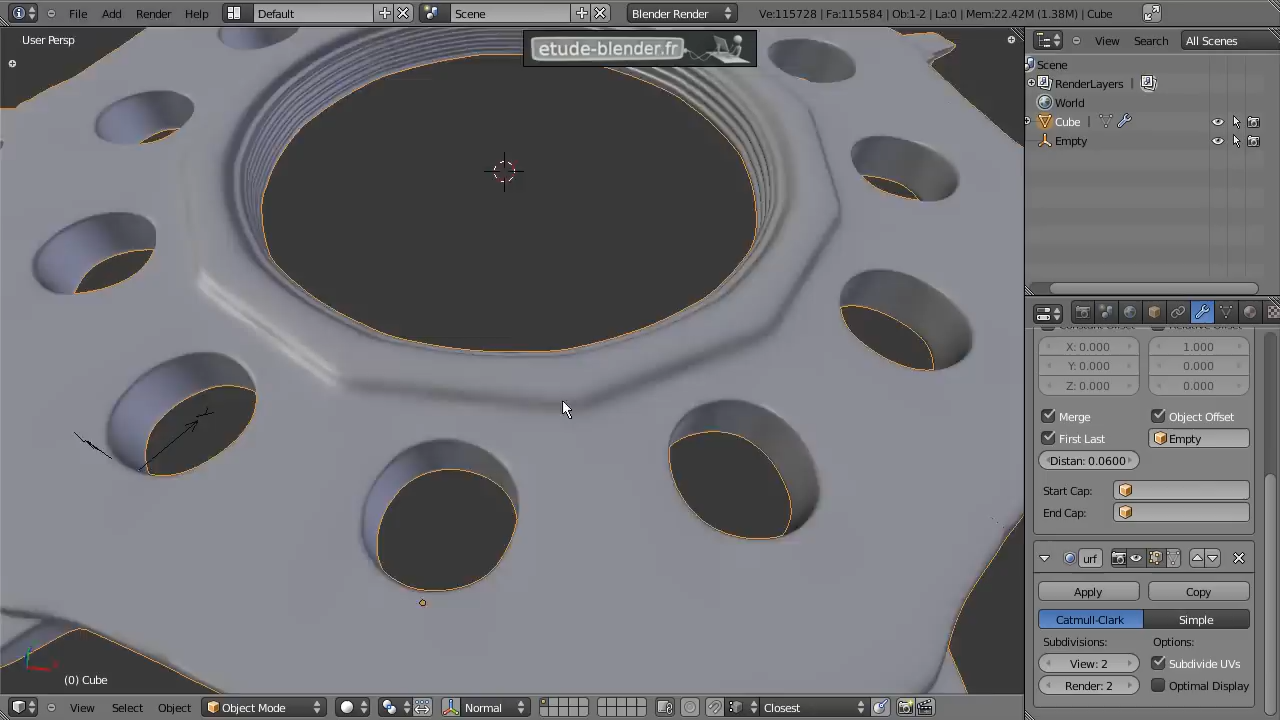 File Add Render Help Default Scene Blender Render Ve:115728 | Fa:115584 | Ob:1-2 | La:0 | Mem:22.42M (1.38M) | Cube
User Persp
etude-blender.fr
View Search All Scenes
Scene
RenderLayers
World
Cube
Empty
X: 0.000 1.000
Y: 0.000 0.000
Z: 0.000 0.000
Merge Object Offset
First Last Empty
Distan: 0.0600
Start Cap:
End Cap:
urf
Apply Copy
Catmull-Clark Simple
Subdivisions: Options:
View: 2 Subdivide UVs
Render: 2 Optimal Display
(0) Cube
View Select Object Object Mode Normal Closest